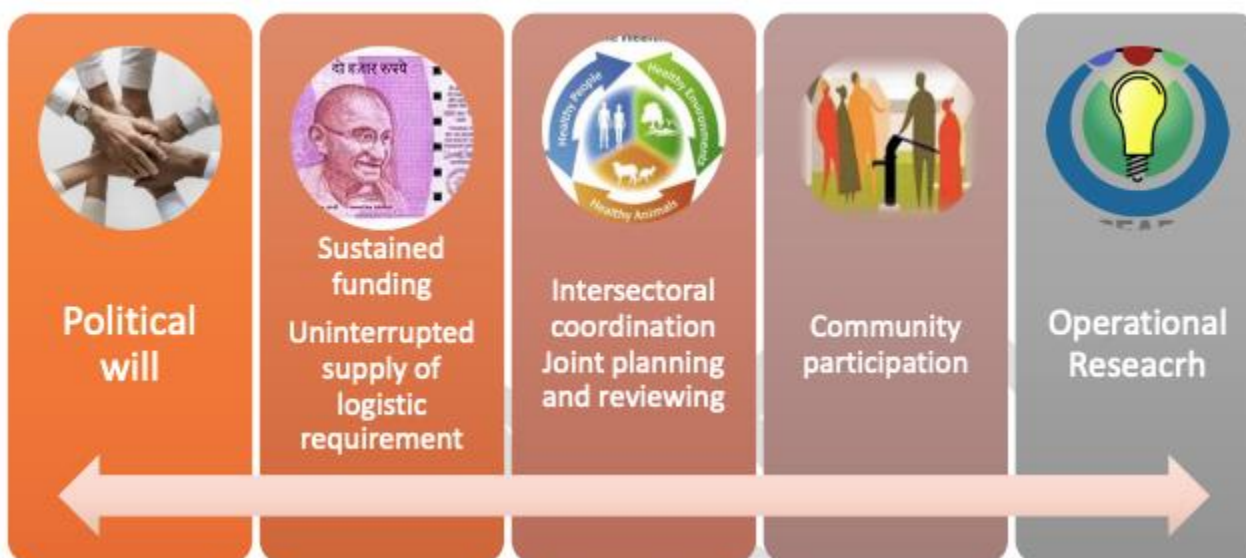 Political
will
दो हज़ार रुपये
Sustained
funding
Uninterrupted
supply of
logistic
requirement
Healthy People
Healthy Environments
Healthy Animals
Intersectoral
coordination
Joint planning
and reviewing
Community
participation
Operational
Reseacrh